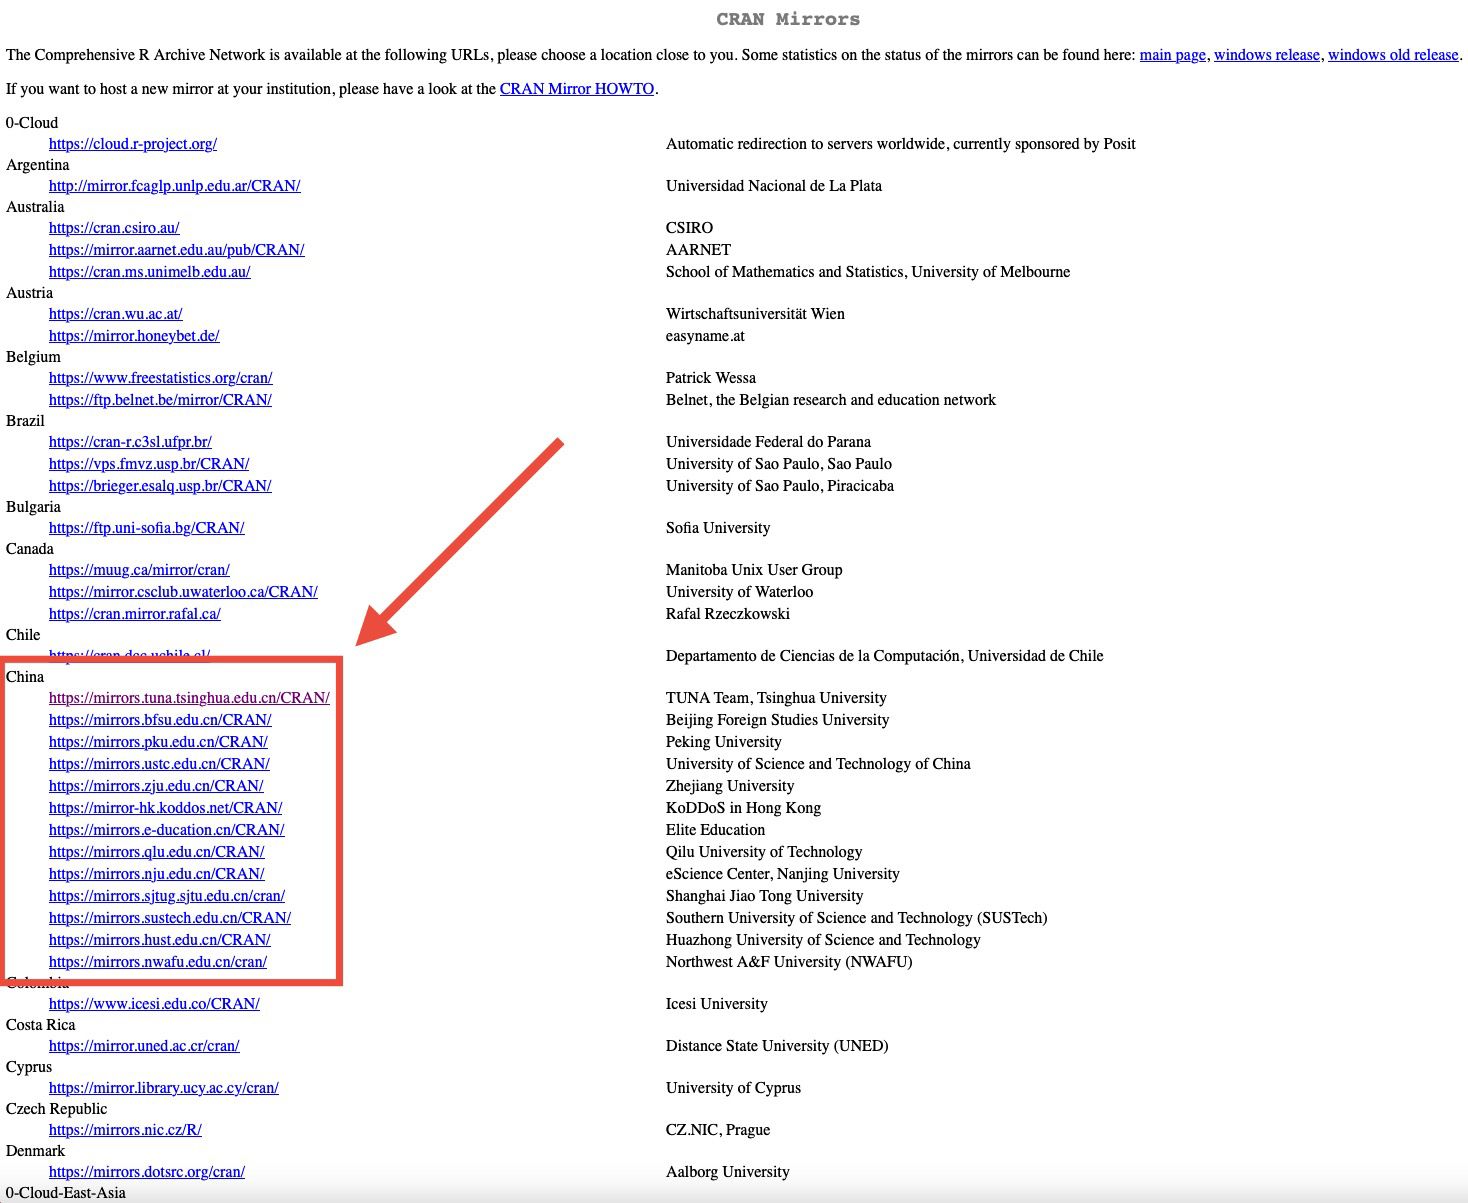 CRAN Mirrors
The Comprehensive R Archive Network is available at the following URLs, please choose a location close to you. Some statistics on the status of the mirrors can be found here: main page, windows release, windows old release.
If you want to host a new mirror at your institution, please have a look at the CRAN Mirror HOWTO.
0-Cloud
https://cloud.r-project.org/ Automatic redirection to servers worldwide, currently sponsored by Posit
Argentina
http://mirror.fcaglp.unlp.edu.ar/CRAN/ Universidad Nacional de La Plata
Australia
https://cran.csiro.au/ CSIRO
https://mirror.aarnet.edu.au/pub/CRAN/ AARNET
https://cran.ms.unimelb.edu.au/ School of Mathematics and Statistics, University of Melbourne
Austria
https://cran.wu.ac.at/ Wirtschaftsuniversität Wien
https://mirror.honeybet.de/ easyname.at
Belgium
https://www.freestatistics.org/cran/ Patrick Wessa
https://ftp.belnet.be/mirror/CRAN/ Belnet, the Belgian research and education network
Brazil
https://cran-r.c3sl.ufpr.br/ Universidade Federal do Parana
https://vps.fmvz.usp.br/CRAN/ University of Sao Paulo, Sao Paulo
https://brieger.esalq.usp.br/CRAN/ University of Sao Paulo, Piracicaba
Bulgaria
https://ftp.uni-sofia.bg/CRAN/ Sofia University
Canada
https://muug.ca/mirror/cran/ Manitoba Unix User Group
https://mirror.csclub.uwaterloo.ca/CRAN/ University of Waterloo
https://cran.mirror.rafal.ca/ Rafal Rzeczkowski
Chile
https://cran.dcc.uchile.cl/ Departamento de Ciencias de la Computación, Universidad de Chile
China
https://mirrors.tuna.tsinghua.edu.cn/CRAN/ TUNA Team, Tsinghua University
https://mirrors.bfsu.edu.cn/CRAN/ Beijing Foreign Studies University
https://mirrors.pku.edu.cn/CRAN/ Peking University
https://mirrors.ustc.edu.cn/CRAN/ University of Science and Technology of China
https://mirrors.zju.edu.cn/CRAN/ Zhejiang University
https://mirror-hk.koddos.net/CRAN/ KoDDoS in Hong Kong
https://mirrors.e-ducation.cn/CRAN/ Elite Education
https://mirrors.qlu.edu.cn/CRAN/ Qilu University of Technology
https://mirrors.nju.edu.cn/CRAN/ eScience Center, Nanjing University
https://mirrors.sjtug.sjtu.edu.cn/cran/ Shanghai Jiao Tong University
https://mirrors.sustech.edu.cn/CRAN/ Southern University of Science and Technology (SUSTech)
https://mirrors.hust.edu.cn/CRAN/ Huazhong University of Science and Technology
https://mirrors.nwafu.edu.cn/cran/ Northwest A&F University (NWAFU)
Colombia
https://www.icesi.edu.co/CRAN/ Icesi University
Costa Rica
https://mirror.uned.ac.cr/cran/ Distance State University (UNED)
Cyprus
https://mirror.library.ucy.ac.cy/cran/ University of Cyprus
Czech Republic
https://mirrors.nic.cz/R/ CZ.NIC, Prague
Denmark
https://mirrors.dotsrc.org/cran/ Aalborg University
0-Cloud-East-Asia